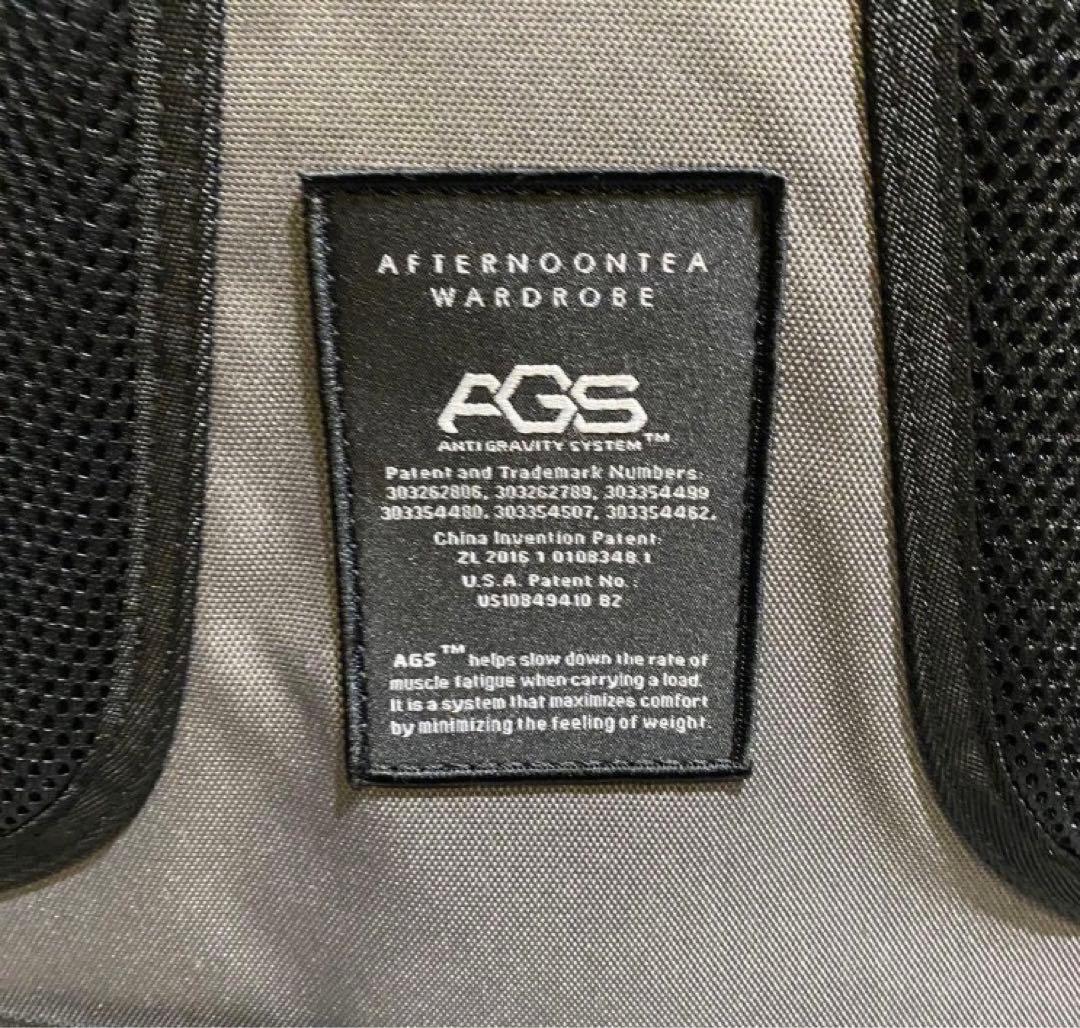 AFTERNOONTEA
WARDROBE
AGS
ANTI GRAVITY SYSTEM™
Patent and Trademark Numbers:
303262806, 303262789, 303354499
303354480, 303354507, 303354462,
China Invention Patent:
ZL 2016 1 0108348.1
U.S.A. Patent No.:
US10849410 B2
AGS™ helps slow down the rate of
muscle fatigue when carrying a load.
It is a system that maximizes comfort
by minimizing the feeling of weight.